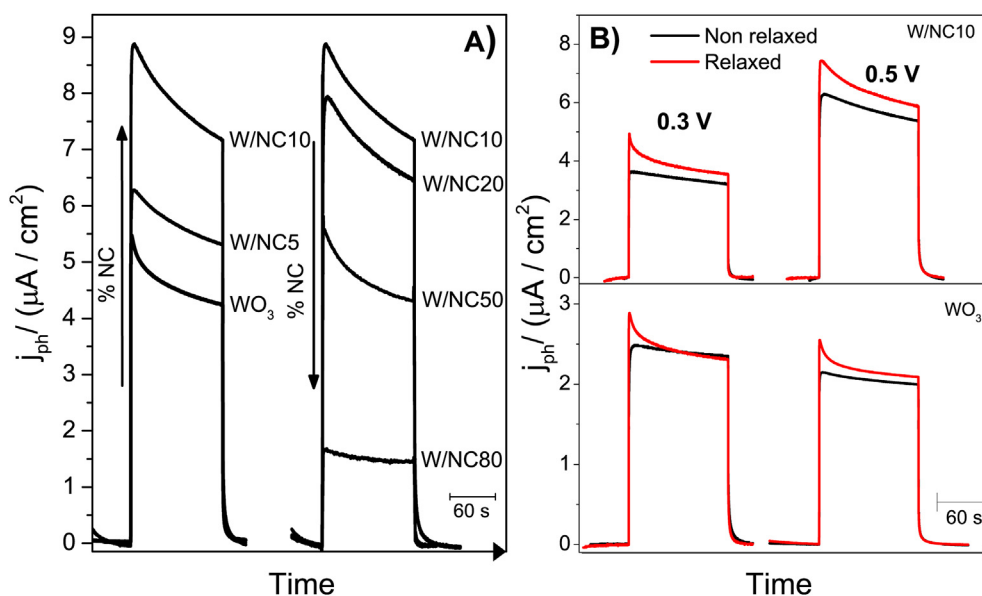 A)
9
8
7
6
5
4
3
2
1
0
j_ph/ (μA / cm²)
% NC
W/NC10
W/NC5
WO₃
% NC
W/NC10
W/NC20
W/NC50
W/NC80
60 s
Time
B)
Non relaxed
Relaxed
W/NC10
0.3 V
0.5 V
8
6
4
2
0
j_ph/ (μA / cm²)
WO₃
3
2
1
0
60 s
Time